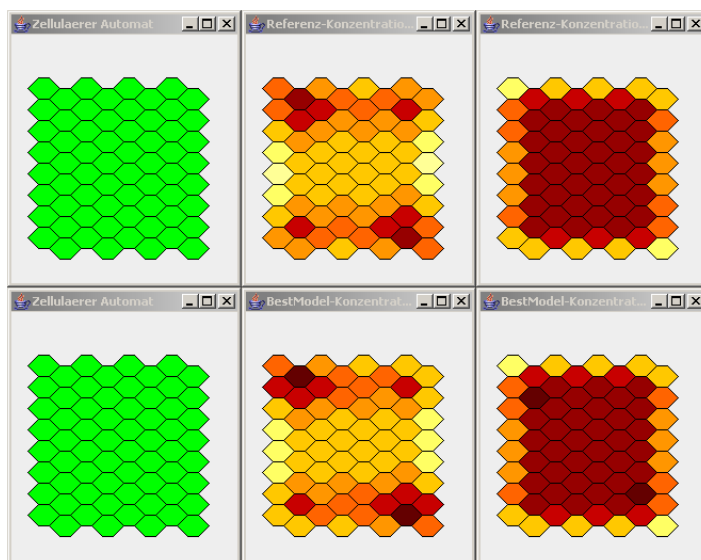 Zellulaerer Automat
Referenz-Konzentratio...
Referenz-Konzentratio...
Zellulaerer Automat
BestModel-Konzentrat...
BestModel-Konzentrat...